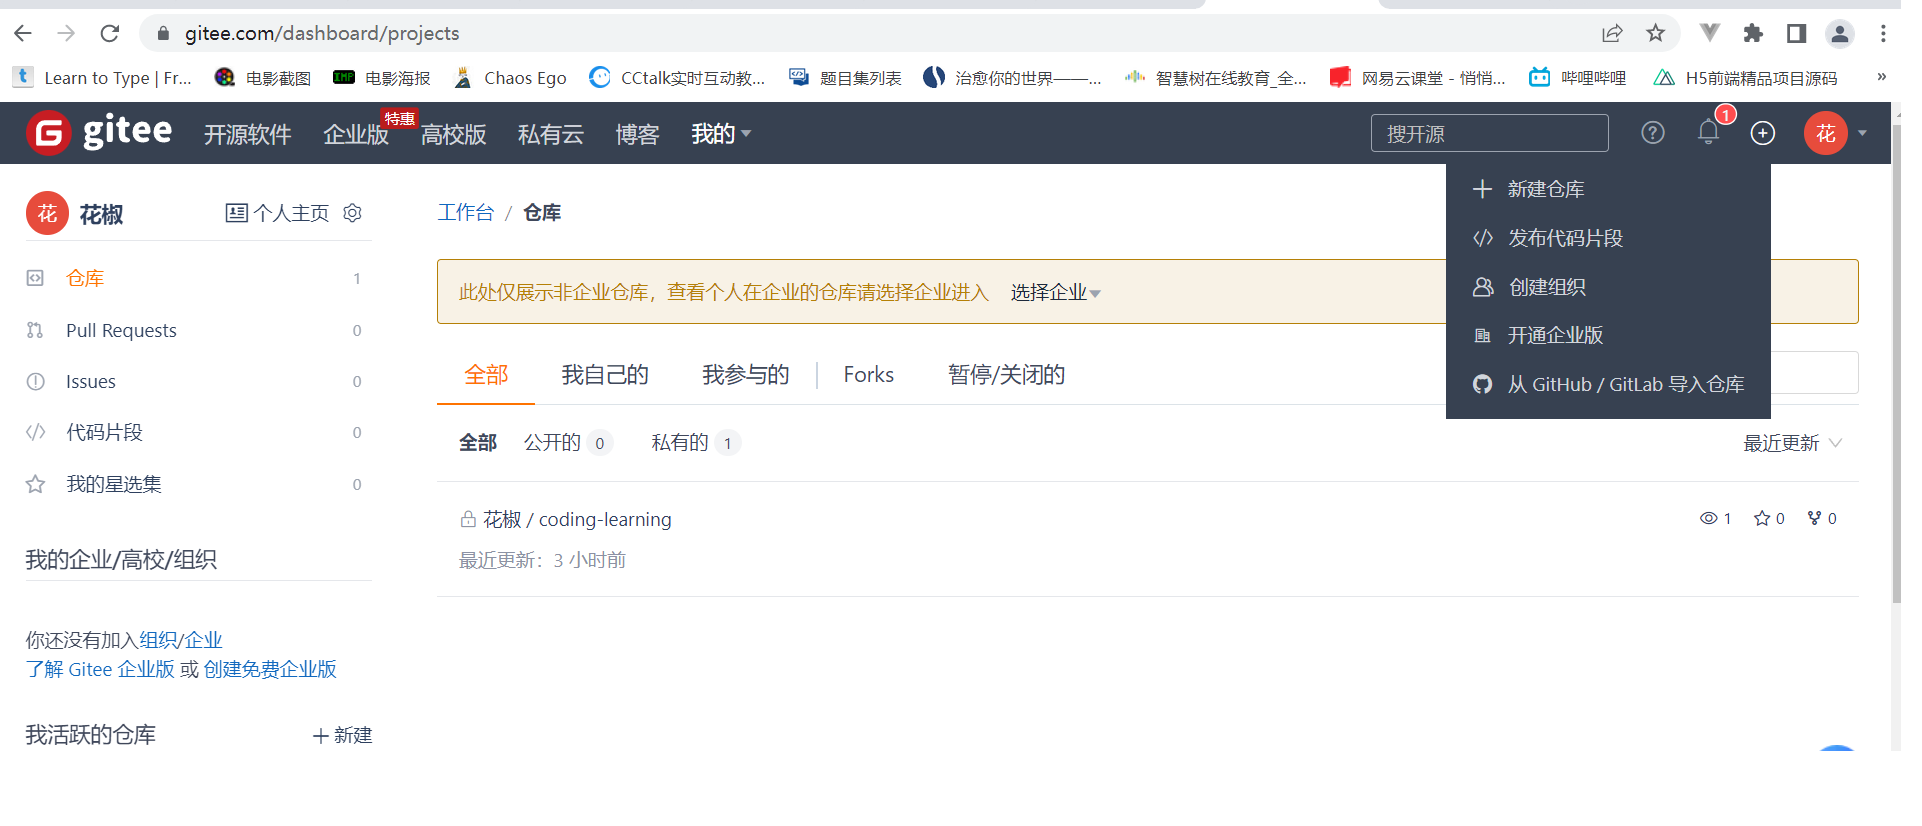 gitee.com/dashboard/projects
Learn to Type | Fr... 电影截图 电影海报 Chaos Ego CCtalk实时互动教... 题目集列表 治愈你的世界——... 智慧树在线教育_全... 网易云课堂 - 悄悄... 哔哩哔哩 H5前端精品项目源码 »
gitee 开源软件 企业版 特惠 高校版 私有云 博客 我的 搜开源 1 花
新建仓库
发布代码片段
创建组织
开通企业版
从 GitHub / GitLab 导入仓库
花 花椒 个人主页
仓库 1
Pull Requests 0
Issues 0
代码片段 0
我的星选集 0
我的企业/高校/组织
你还没有加入组织/企业
了解 Gitee 企业版 或 创建免费企业版
我活跃的仓库 新建
工作台 / 仓库
此处仅展示非企业仓库，查看个人在企业的仓库请选择企业进入 选择企业
全部 我自己的 我参与的 Forks 暂停/关闭的
全部 公开的 0 私有的 1 最近更新
花椒 / coding-learning 1 0 0
最近更新：3 小时前